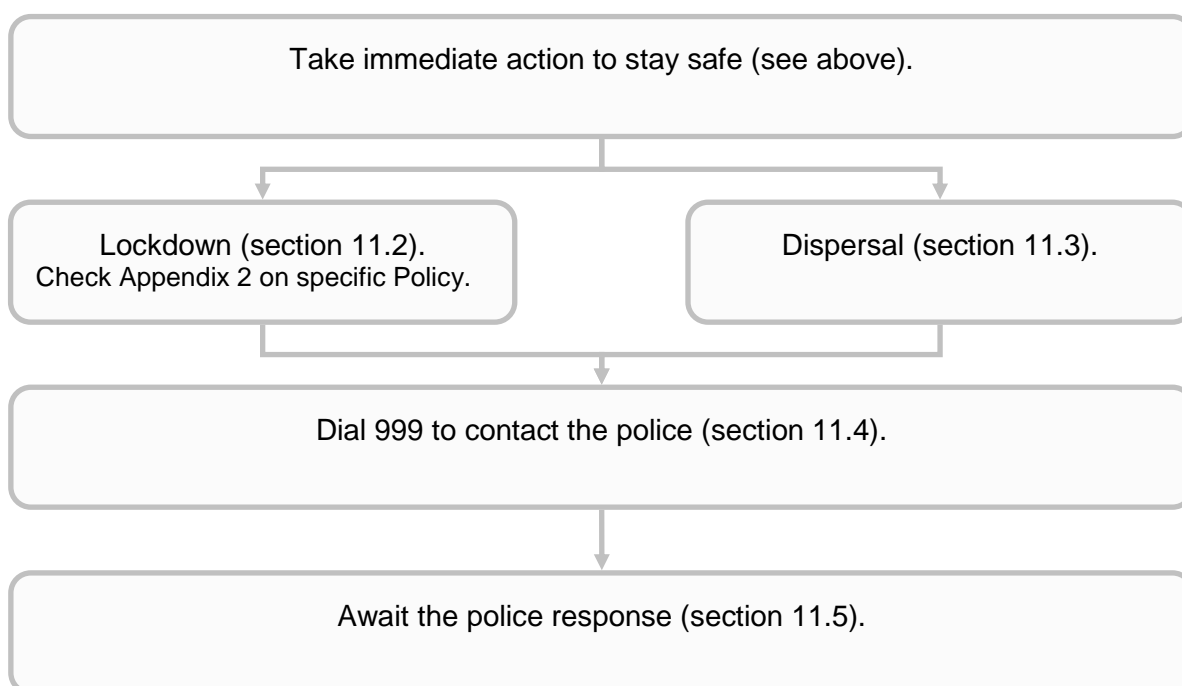 Take immediate action to stay safe (see above).
Lockdown (section 11.2).
Check Appendix 2 on specific Policy.
Dispersal (section 11.3).
Dial 999 to contact the police (section 11.4).
Await the police response (section 11.5).